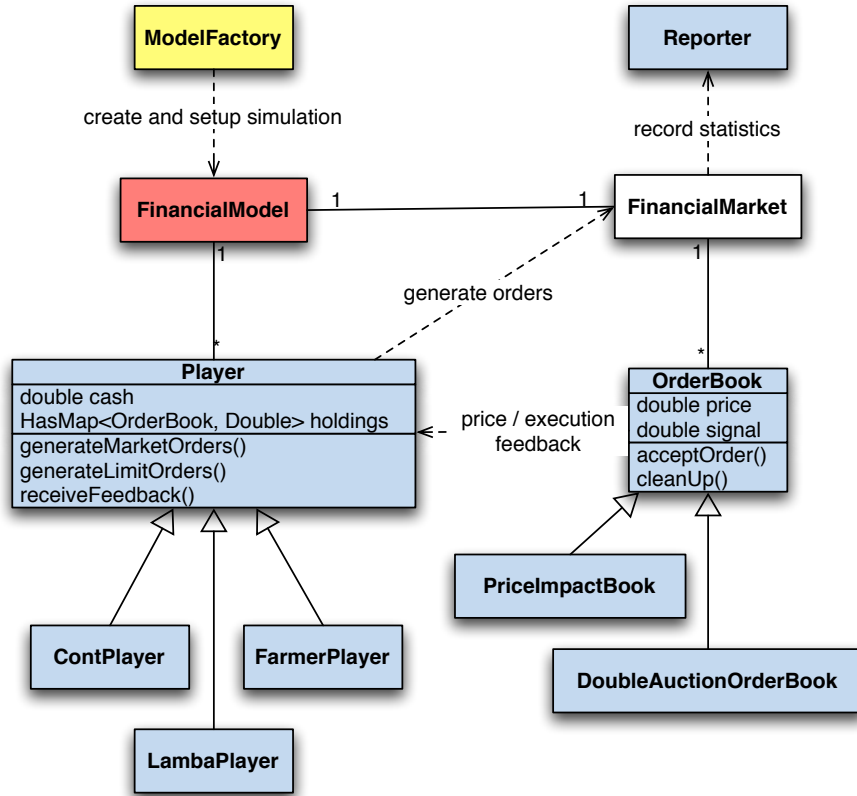 ModelFactory
Reporter
create and setup simulation
record statistics
FinancialModel
1
1
FinancialMarket
1
1
generate orders
*
*
Player
double cash
HasMap<OrderBook, Double> holdings
generateMarketOrders()
generateLimitOrders()
receiveFeedback()
price / execution
feedback
OrderBook
double price
double signal
acceptOrder()
cleanUp()
PriceImpactBook
ContPlayer
FarmerPlayer
DoubleAuctionOrderBook
LambaPlayer